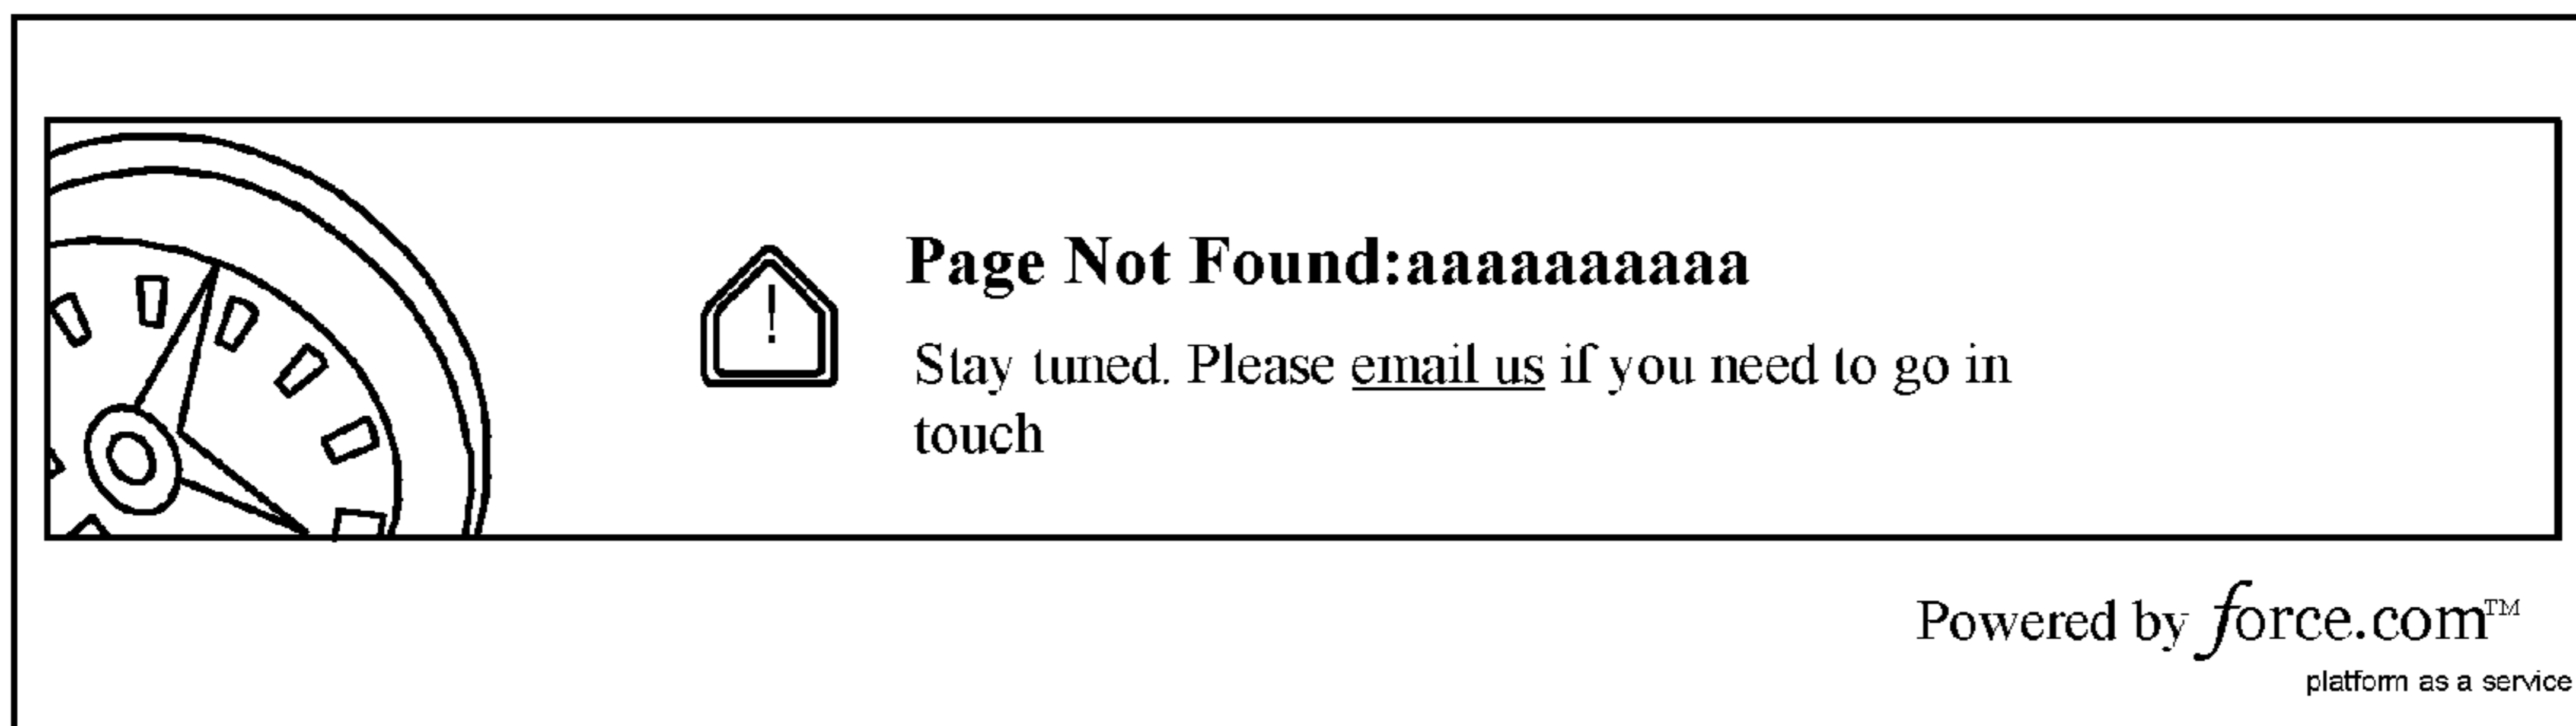 !
Page Not Found:aaaaaaaaaa
Stay tuned. Please email us if you need to go in
touch
Powered by force.com™
platform as a service